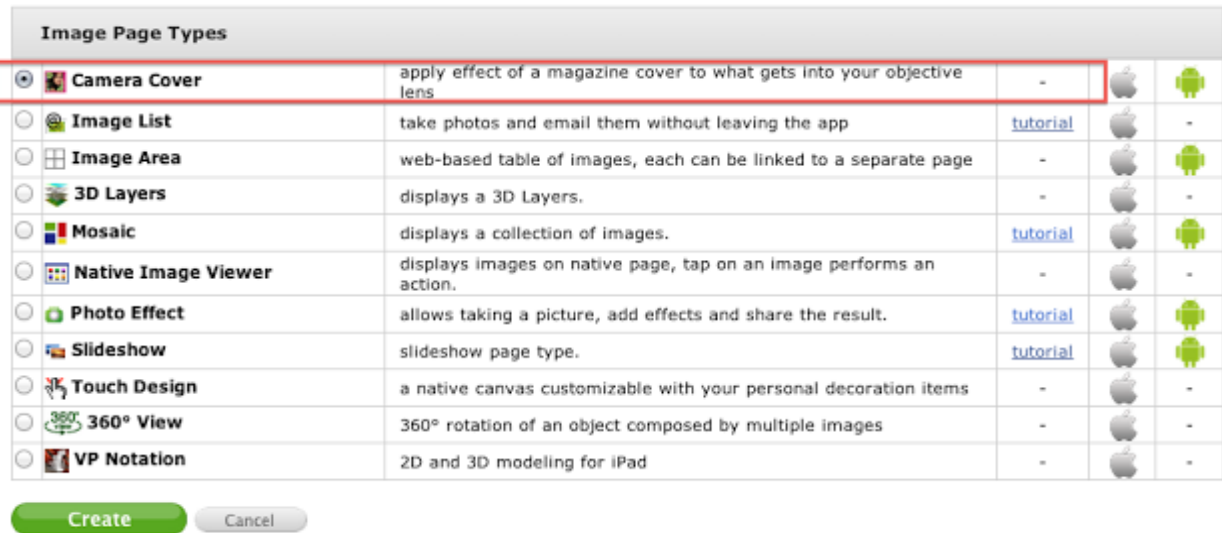 Image Page Types
Camera Cover apply effect of a magazine cover to what gets into your objective
lens -
Image List take photos and email them without leaving the app tutorial -
Image Area web-based table of images, each can be linked to a separate page -
3D Layers displays a 3D Layers. - -
Mosaic displays a collection of images. tutorial
Native Image Viewer displays images on native page, tap on an image performs an
action. - -
Photo Effect allows taking a picture, add effects and share the result. tutorial
Slideshow slideshow page type. tutorial
Touch Design a native canvas customizable with your personal decoration items - -
360° View 360° rotation of an object composed by multiple images - -
VP Notation 2D and 3D modeling for iPad - -
Create Cancel